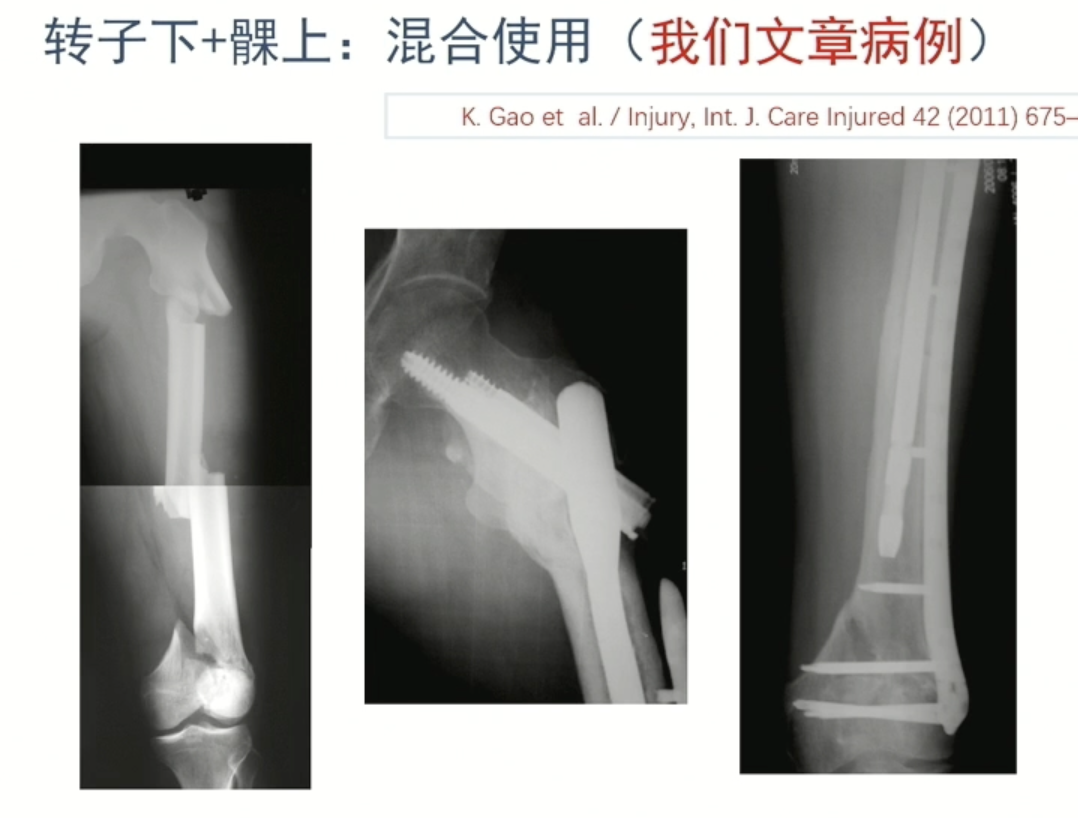 转子下+髁上：混合使用（我们文章病例）
K. Gao et al. / Injury, Int. J. Care Injured 42 (2011) 675–